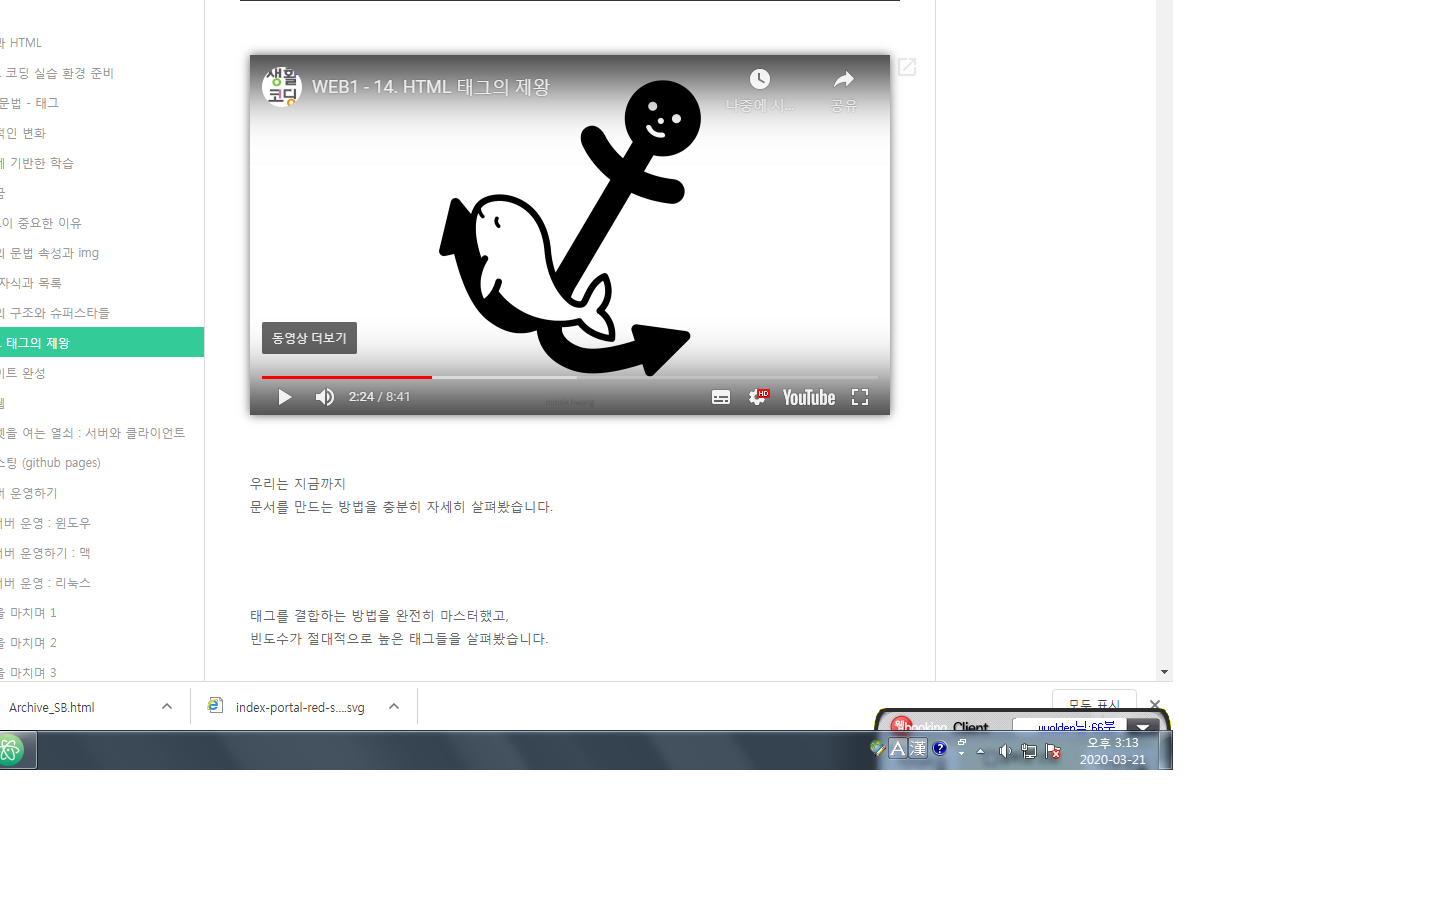 HTML
코딩 실습 환경 준비
문법 - 태그
적인 변화
기반한 학습
이 중요한 이유
문법 속성과 img
자식과 목록
구조와 슈퍼스타들
태그의 제왕
이트 완성
웹
을 여는 열쇠 : 서버와 클라이언트
스팅 (github pages)
운영하기
서버 운영 : 윈도우
서버 운영하기 : 맥
서버 운영 : 리눅스
을 마치며 1
을 마치며 2
을 마치며 3
생활
코딩
WEB1 - 14. HTML 태그의 제왕
나중에 시...
공유
동영상 더보기
2:24 / 8:41
HD
YouTube
우리는 지금까지
문서를 만드는 방법을 충분히 자세히 살펴봤습니다.
태그를 결합하는 방법을 완전히 마스터했고,
빈도수가 절대적으로 높은 태그들을 살펴봤습니다.
Archive_SB.html
index-portal-red-s....svg
모두 표시
Client
A 漢 ?
오후 3:13
2020-03-21